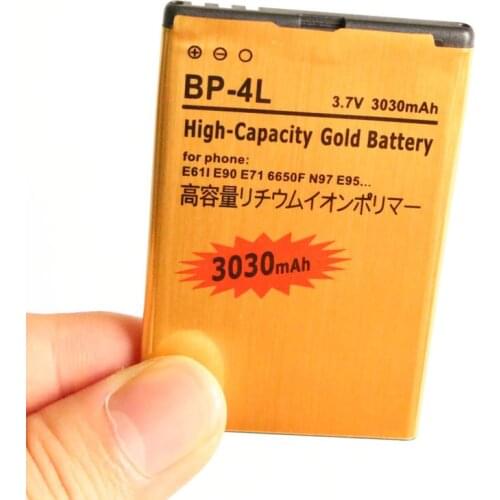 ⊕ ⊖ ○
BP-4L 3.7V 3030mAh
High-Capacity Gold Battery
for phone:
E61I E90 E71 6650F N97 E95...
高容量リチウムイオンポリマー
3030mAh